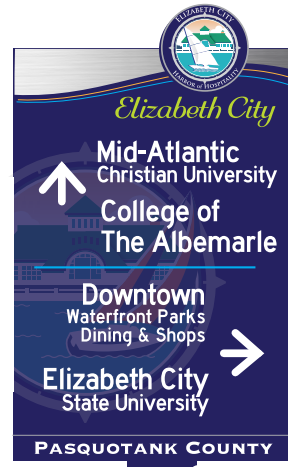 ELIZABETH CITY
HARBOR of HOSPITALITY
Elizabeth City
Mid-Atlantic
Christian University
College of
The Albemarle
Downtown
Waterfront Parks
Dining & Shops
Elizabeth City
State University
PASQUOTANK COUNTY